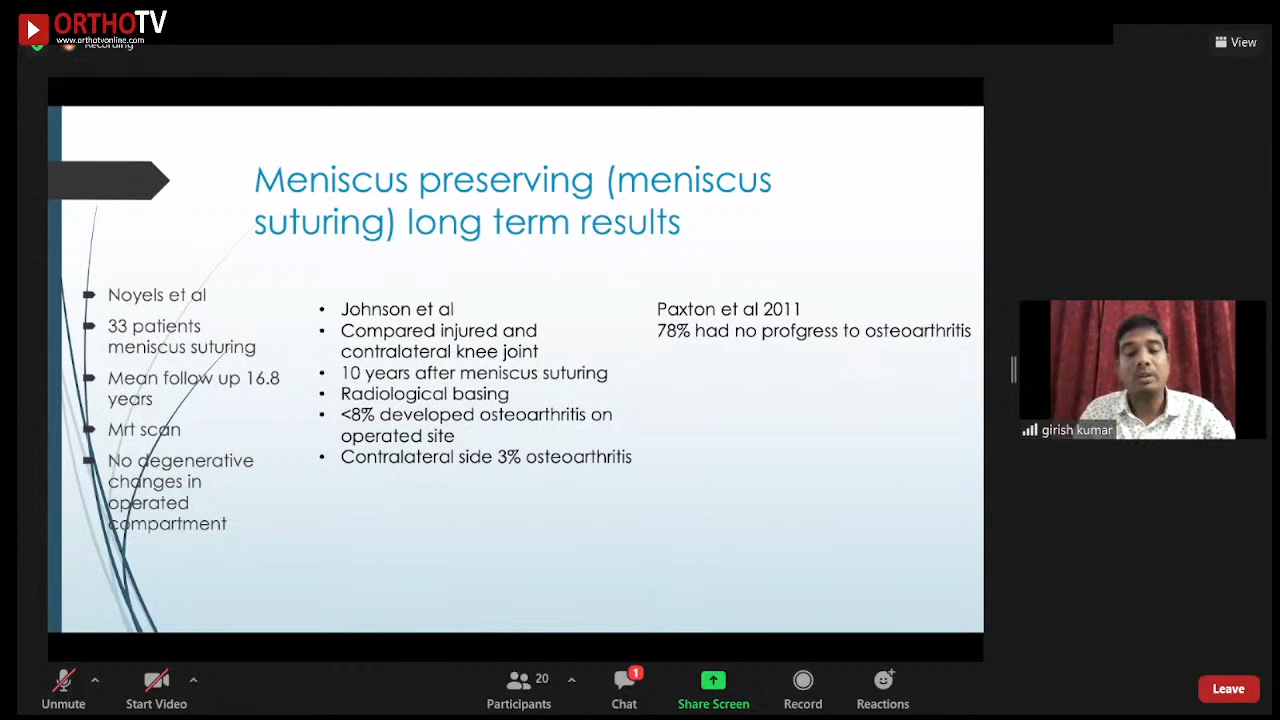 ORTHOTV
www.orthotvonline.com
Recording
View
Meniscus preserving (meniscus
suturing) long term results
Noyels et al
33 patients
meniscus suturing
Mean follow up 16.8
years
Mrt scan
No degenerative
changes in
operated
compartment
Johnson et al
Compared injured and
contralateral knee joint
10 years after meniscus suturing
Radiological basing
<8% developed osteoarthritis on
operated site
Contralateral side 3% osteoarthritis
Paxton et al 2011
78% had no profgress to osteoarthritis
girish kumar
Unmute
Start Video
20
Participants
1
Chat
Share Screen
Record
Reactions
Leave